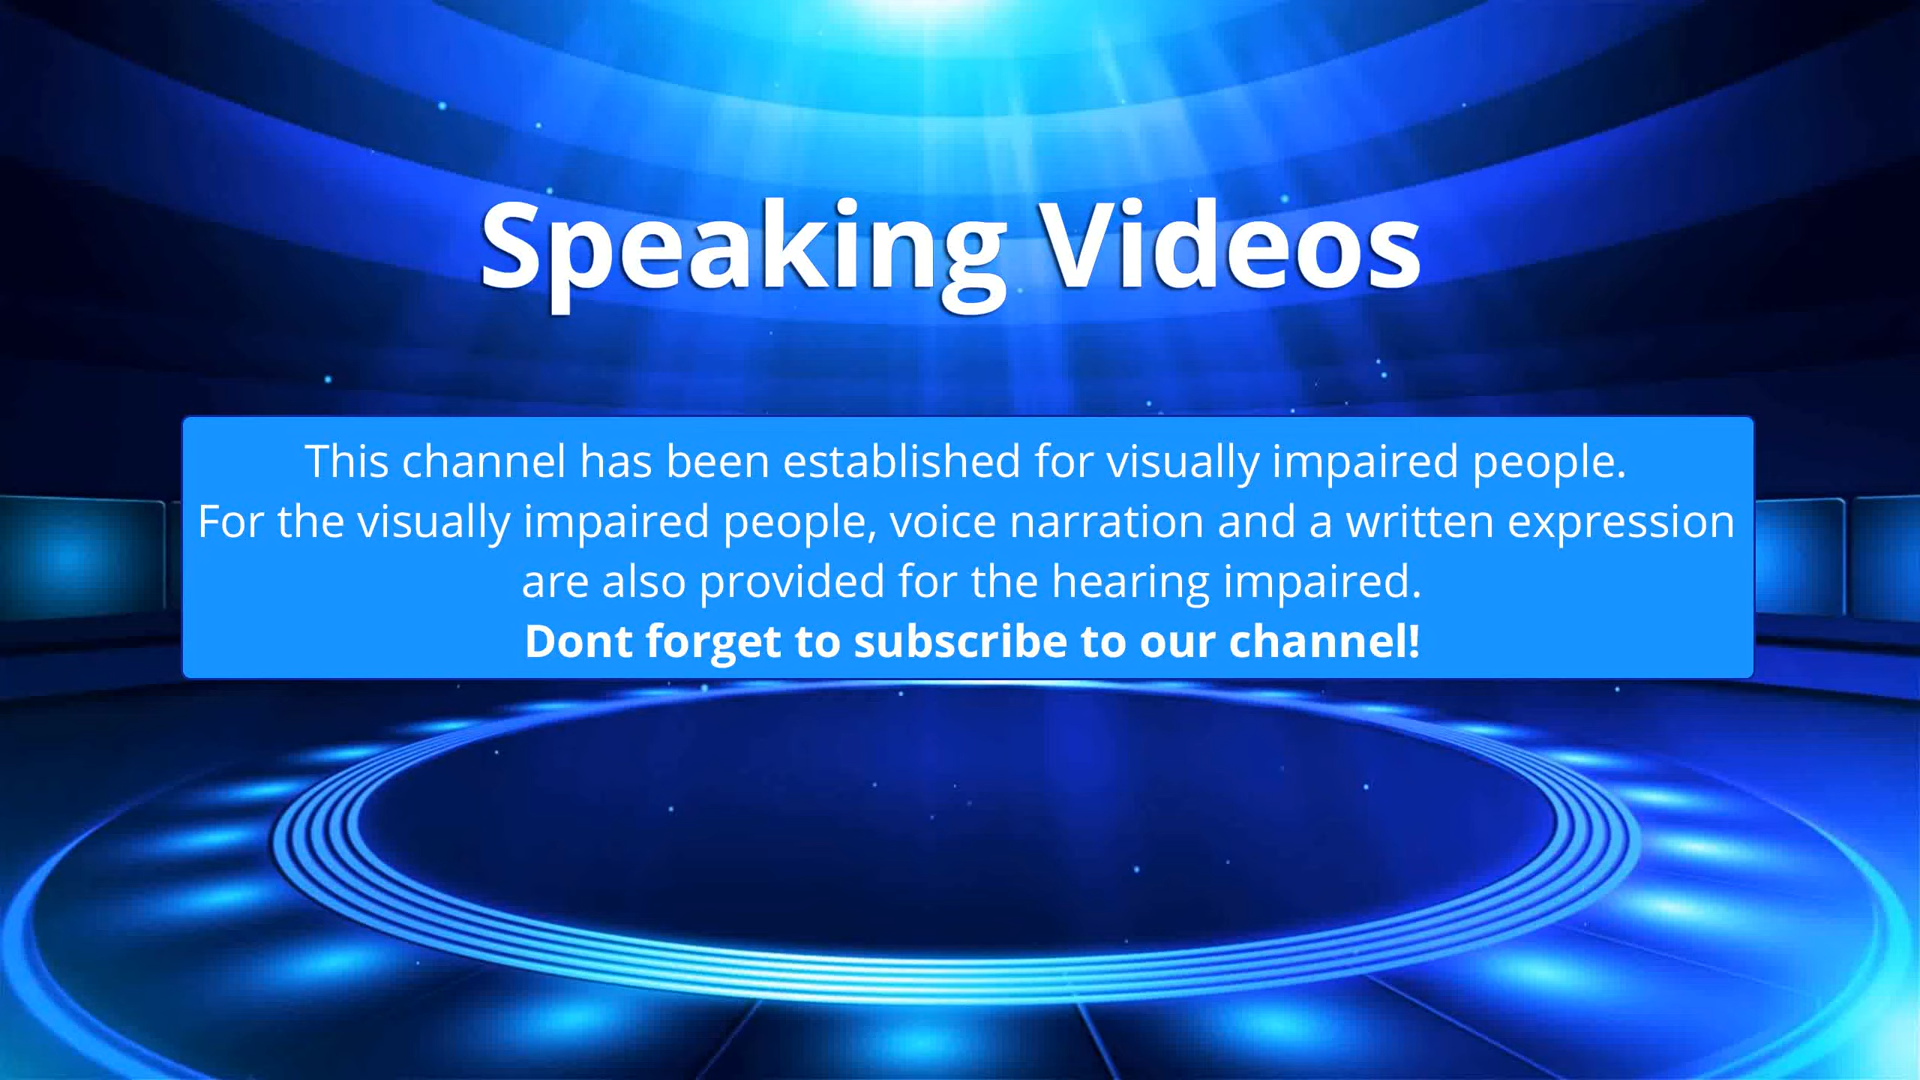 Speaking Videos
This channel has been established for visually impaired people.
For the visually impaired people, voice narration and a written expression
are also provided for the hearing impaired.
Dont forget to subscribe to our channel!